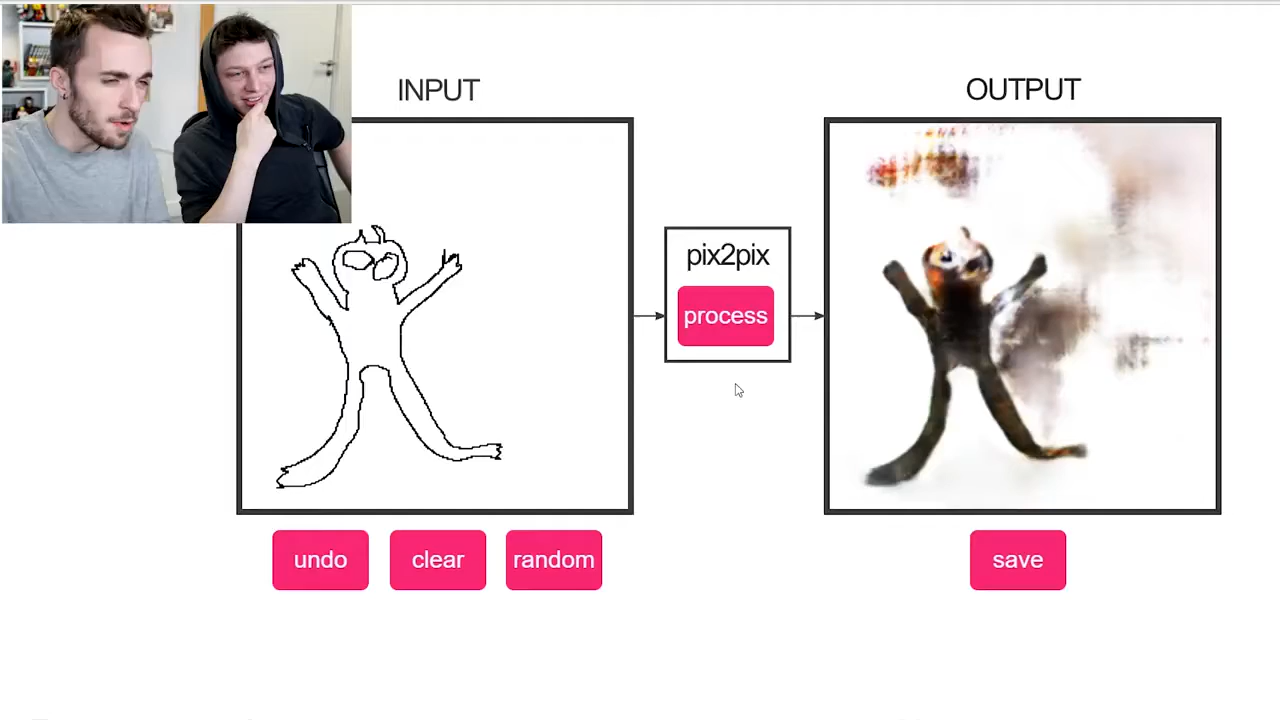 INPUT
OUTPUT
pix2pix
process
undo
clear
random
save